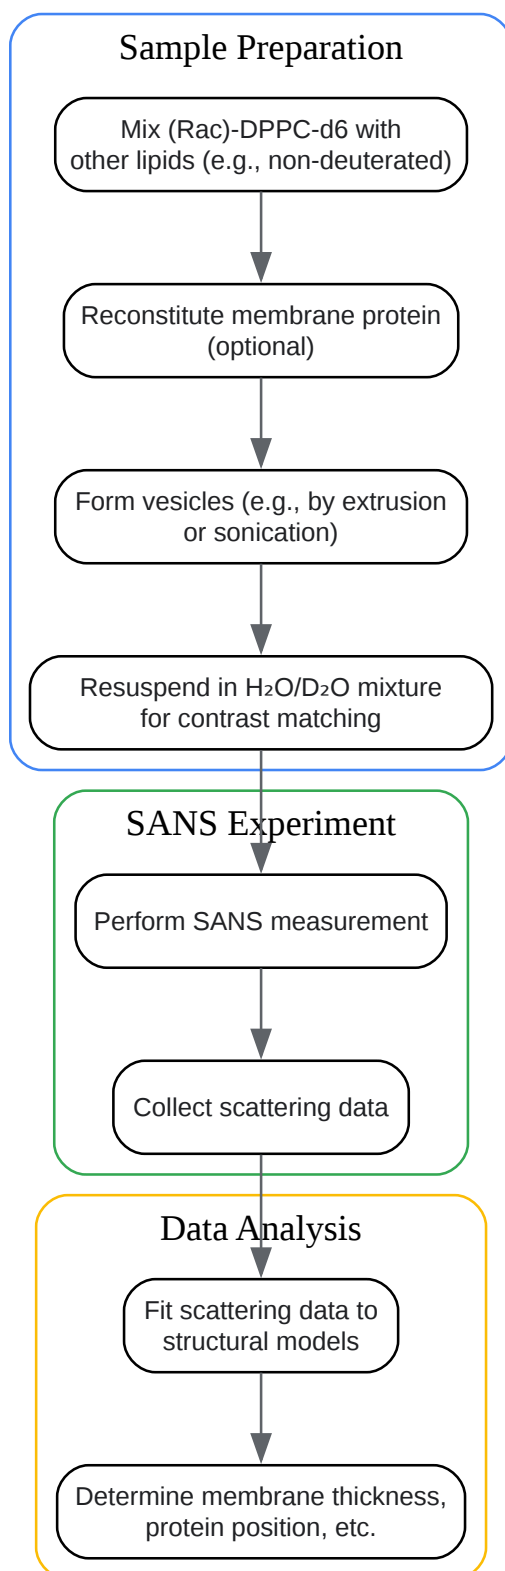 Sample Preparation
Mix (Rac)-DPPC-d6 with
other lipids (e.g., non-deuterated)
Reconstitute membrane protein
(optional)
Form vesicles (e.g., by extrusion
or sonication)
Resuspend in H₂O/D₂O mixture
for contrast matching
SANS Experiment
Perform SANS measurement
Collect scattering data
Data Analysis
Fit scattering data to
structural models
Determine membrane thickness,
protein position, etc.